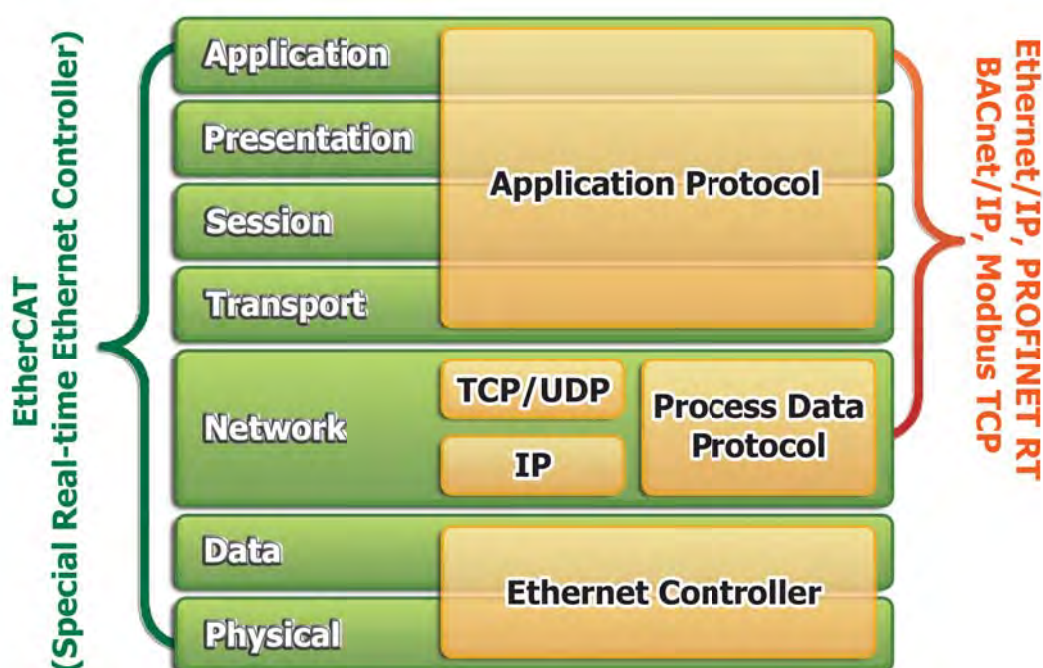 EtherCAT
(Special Real-time Ethernet Controller)
Application
Presentation
Session
Transport
Network
Data
Physical
Application Protocol
TCP/UDP
IP
Process Data
Protocol
Ethernet Controller
Ethernet/IP, PROFINET RT
BACnet/IP, Modbus TCP